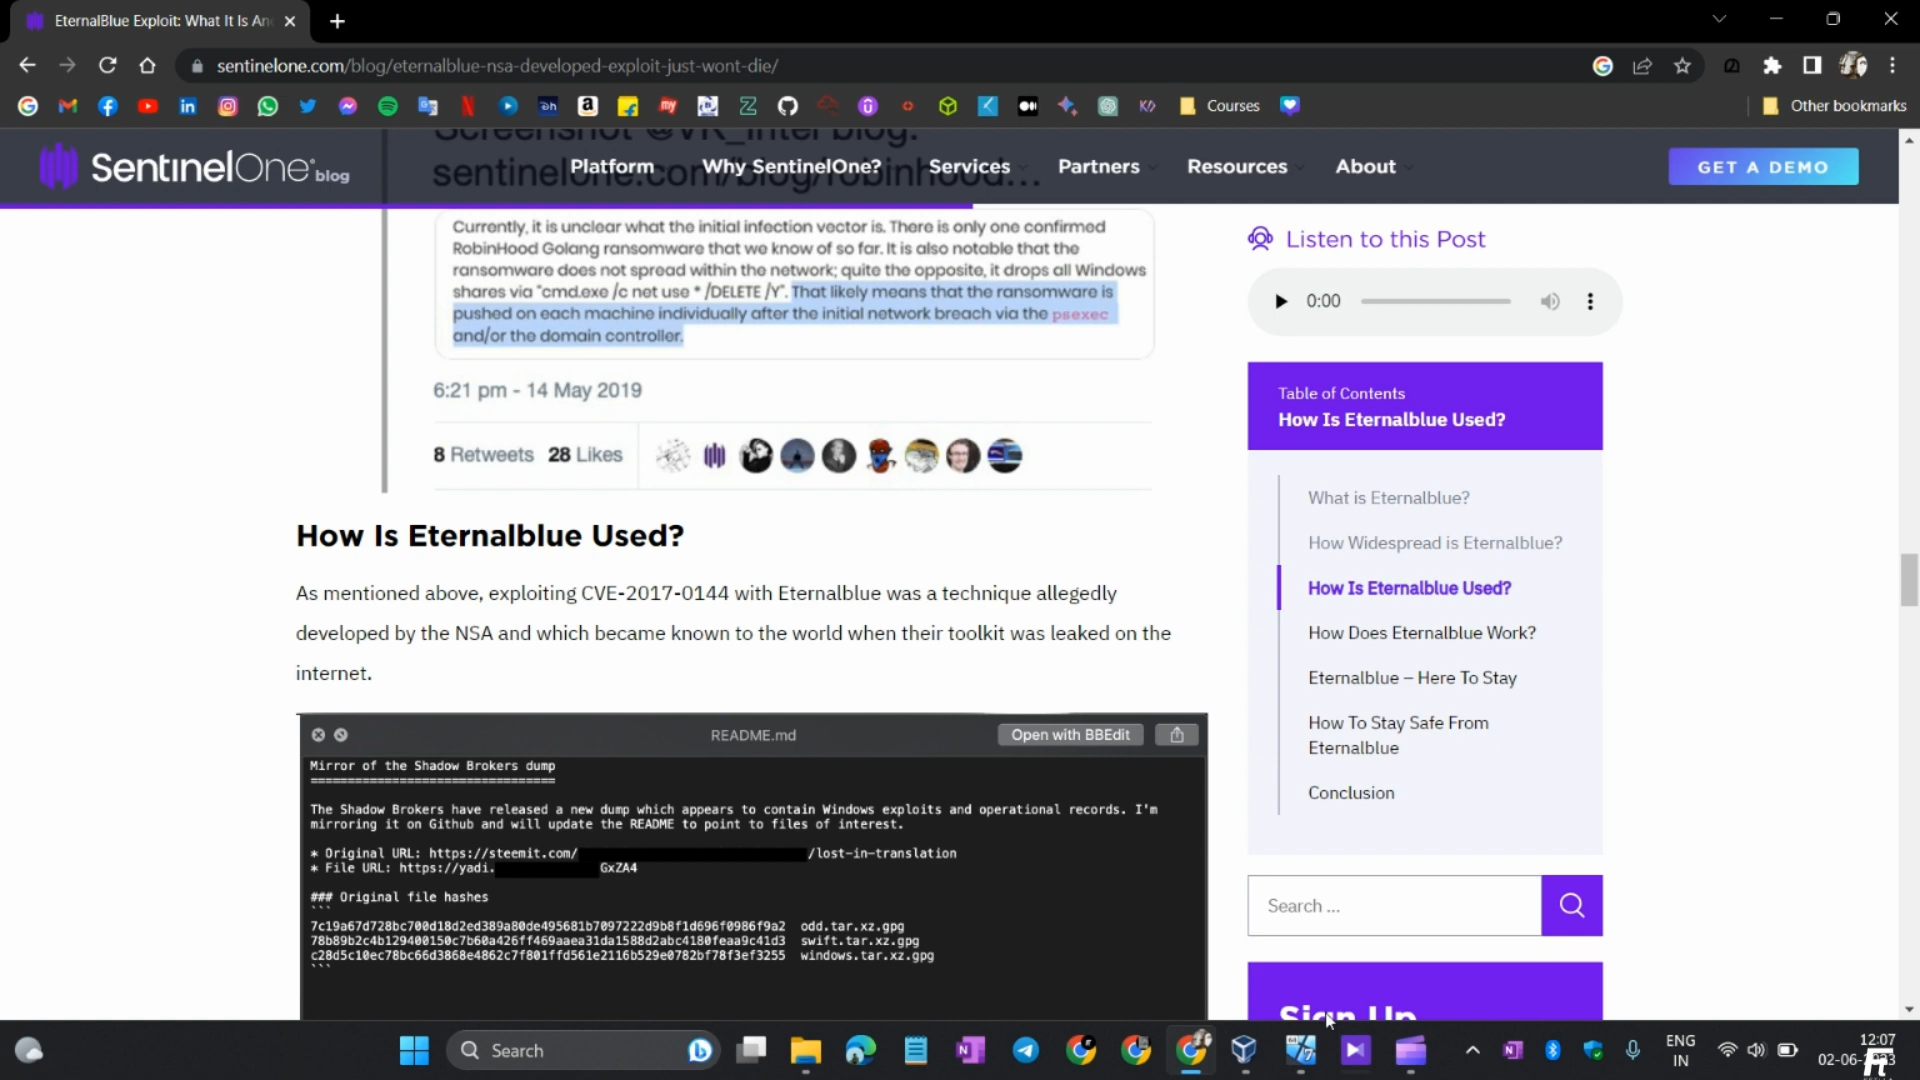 EternalBlue Exploit: What It Is An
sentinelone.com/blog/eternalblue-nsa-developed-exploit-just-wont-die/
Courses
Other bookmarks
Screenshot @VK_Intel blog:
sentinelone.com/blog/robinhood...
SentinelOne blog
Platform
Why SentinelOne?
Services
Partners
Resources
About
GET A DEMO
Currently, it is unclear what the initial infection vector is. There is only one confirmed
RobinHood Golang ransomware that we know of so far. It is also notable that the
ransomware does not spread within the network; quite the opposite, it drops all Windows
shares via "cmd.exe /c net use * /DELETE /Y". That likely means that the ransomware is
pushed on each machine individually after the initial network breach via the psexec
and/or the domain controller.
6:21 pm - 14 May 2019
8 Retweets 28 Likes
How Is Eternalblue Used?
As mentioned above, exploiting CVE-2017-0144 with Eternalblue was a technique allegedly
developed by the NSA and which became known to the world when their toolkit was leaked on the
internet.
README.md
Open with BBEdit
Mirror of the Shadow Brokers dump
===============================
The Shadow Brokers have released a new dump which appears to contain Windows exploits and operational records. I'm
mirroring it on Github and will update the README to point to files of interest.
* Original URL: https://steemit.com/ /lost-in-translation
* File URL: https://yadi. GxZA4
### Original file hashes
```
7c19a67d728bc700d18d2ed389a80de495681b7097222d9b8f1d696f0986f9a2 odd.tar.xz.gpg
78b89b2c4b129400150c7b60a426ff469aaea31da1588d2abc4180feaa9c41d3 swift.tar.xz.gpg
c28d5c10ec78bc66d3868e4862c7f801ffd561e2116b529e0782bf78f3ef3255 windows.tar.xz.gpg
```
Listen to this Post
0:00
Table of Contents
How Is Eternalblue Used?
What is Eternalblue?
How Widespread is Eternalblue?
How Is Eternalblue Used?
How Does Eternalblue Work?
Eternalblue – Here To Stay
How To Stay Safe From
Eternalblue
Conclusion
Search ...
Sign Up
Search
ENG
IN
12:07